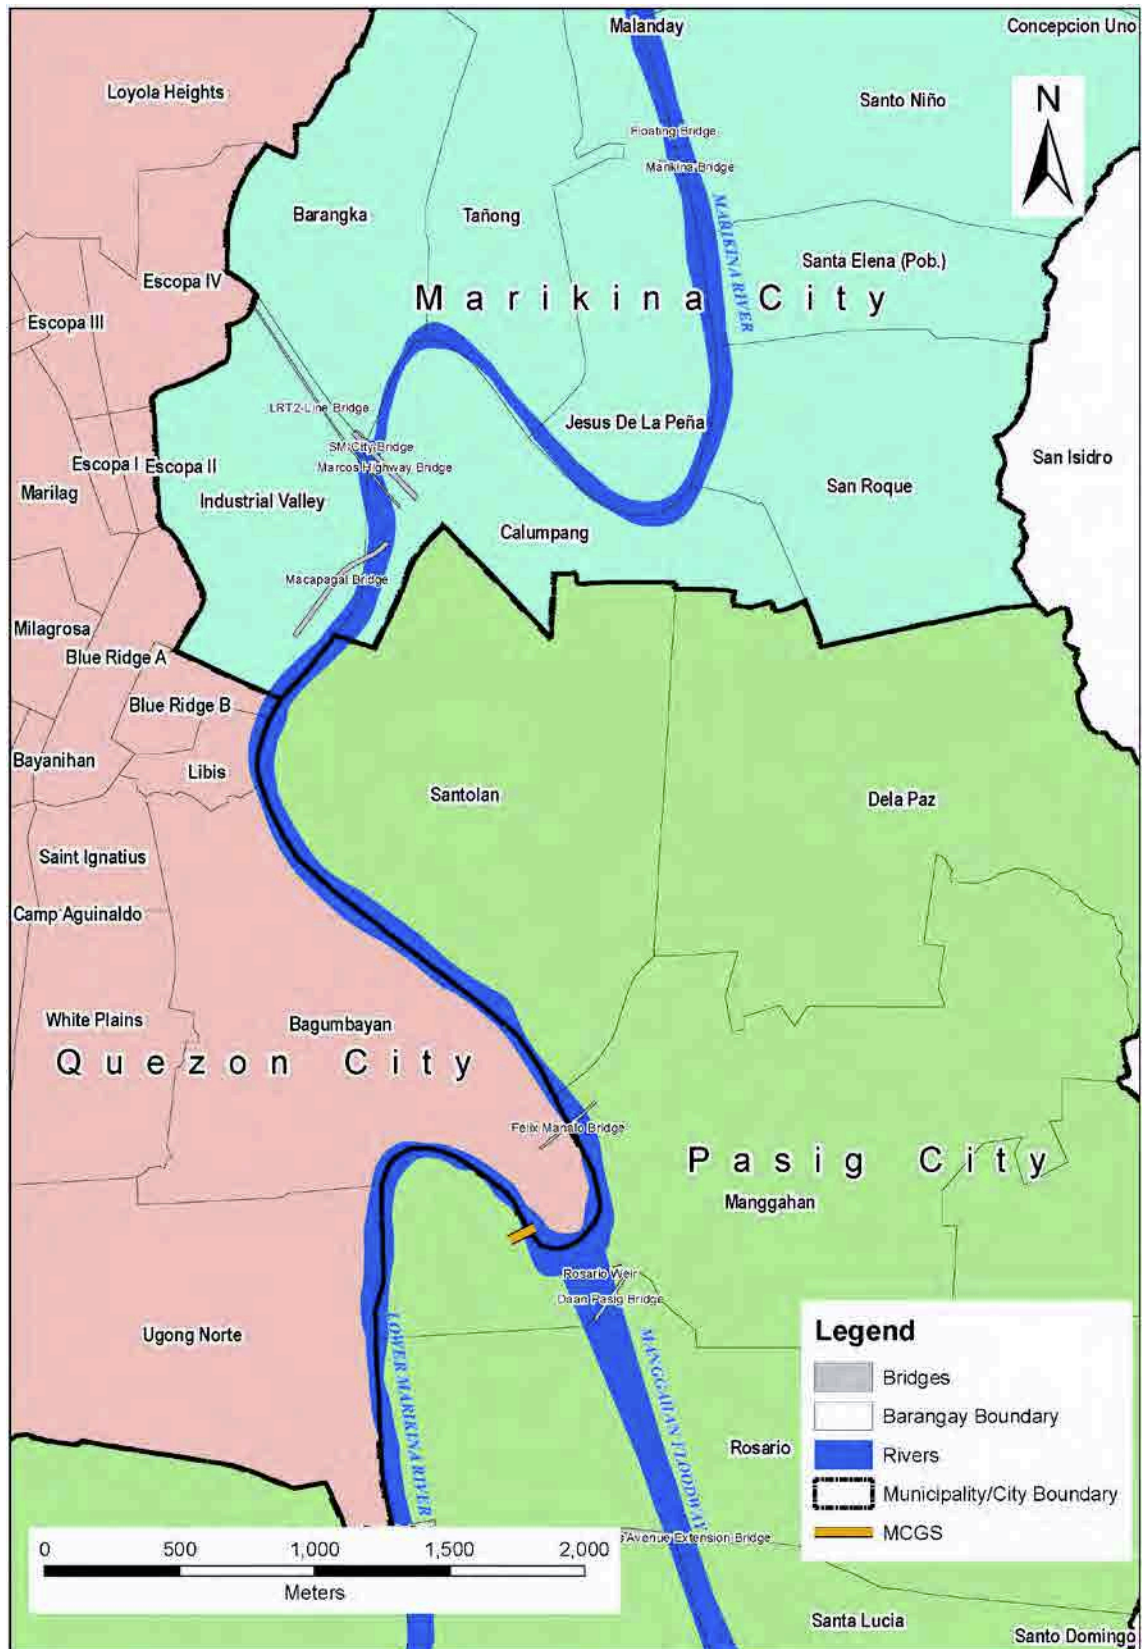 Malanday
Concepcion Uno
Loyola Heights
Santo Niño
N
Floating Bridge
Marikina Bridge
Barangka
Tañong
MARIKINA RIVER
Santa Elena (Pob.)
Escopa IV
Marikina City
Escopa III
LRT2-Line Bridge
Jesus De La Peña
SM City Bridge
Marcos Highway Bridge
San Isidro
Escopa I
Escopa II
Marilag
Industrial Valley
San Roque
Calumpang
Macapagal Bridge
Milagrosa
Blue Ridge A
Blue Ridge B
Bayanihan
Libis
Santolan
Dela Paz
Saint Ignatius
Camp Aguinaldo
White Plains
Bagumbayan
Quezon City
Felix Manalo Bridge
Pasig City
Manggahan
Rosario Weir
Daan Pasig Bridge
Ugong Norte
LOWER MARIKINA RIVER
MANGGAHAN FLOODWAY
Rosario
Avenue Extension Bridge
Santa Lucia
Santo Domingo
Legend
Bridges
Barangay Boundary
Rivers
Municipality/City Boundary
MCGS
0 500 1,000 1,500 2,000
Meters